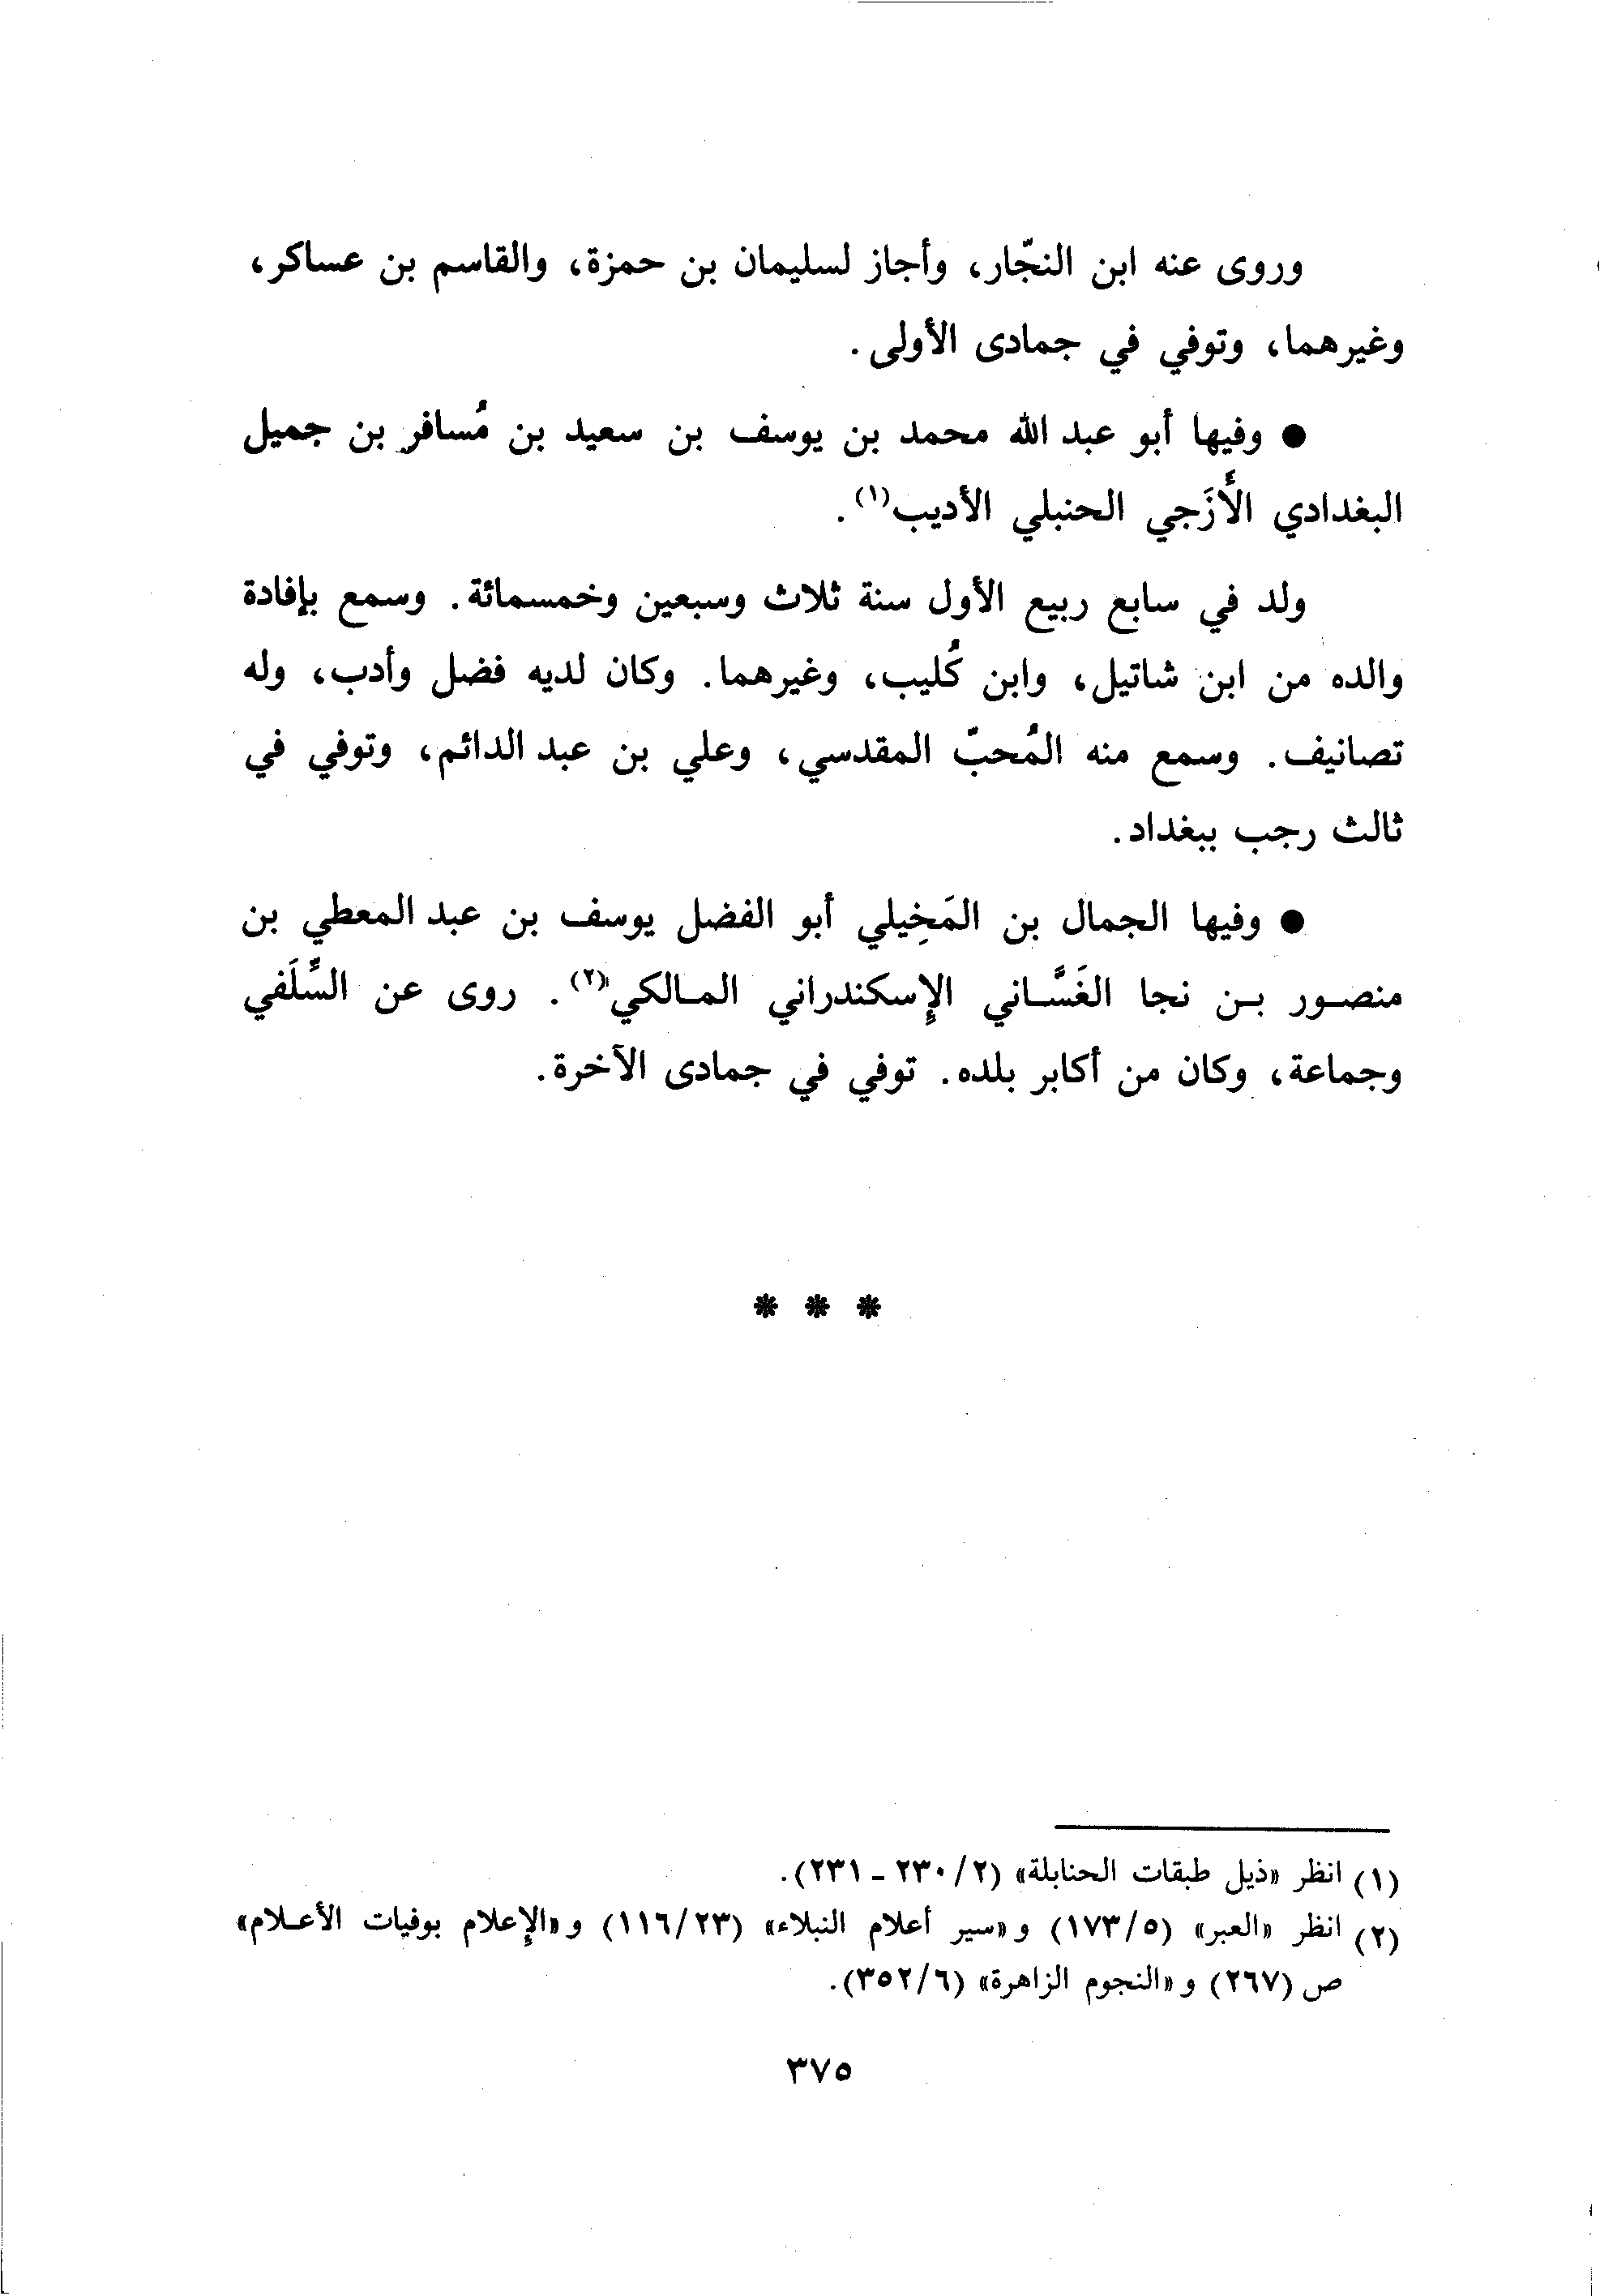 وروى عنه ابن النجّار، وأجاز لسليمان بن حمزة، والقاسم بن عساكر،
وغيرهما، وتوفي في جمادى الأولى.
● وفيها أبو عبد الله محمد بن يوسف بن سعيد بن مُسافر بن جميل
البغدادي الأَزَجي الحنبلي الأديب(١).
ولد في سابع ربيع الأول سنة ثلاث وسبعين وخمسمائة. وسمع بإفادة
والده من ابن شاتيل، وابن كُليب، وغيرهما. وكان لديه فضل وأدب، وله
تصانيف. وسمع منه المُحبّ المقدسي، وعلي بن عبد الدائم، وتوفي في
ثالث رجب ببغداد.
● وفيها الجمال بن المَخِيلي أبو الفضل يوسف بن عبد المعطي بن
منصور بن نجا الغَسَّاني الإسكندراني المالكي(٢). روى عن السِّلَفي
وجماعة، وكان من أكابر بلده. توفي في جمادى الآخرة.
* * *
(١) انظر «ذيل طبقات الحنابلة» (٢/ ٢٣٠ - ٢٣١).
(٢) انظر «العبر» (٥/ ١٧٣) و«سير أعلام النبلاء» (٢٣/ ١١٦) و«الإعلام بوفيات الأعلام»
ص (٢٦٧) و«النجوم الزاهرة» (٦/ ٣٥٢).
٣٧٥